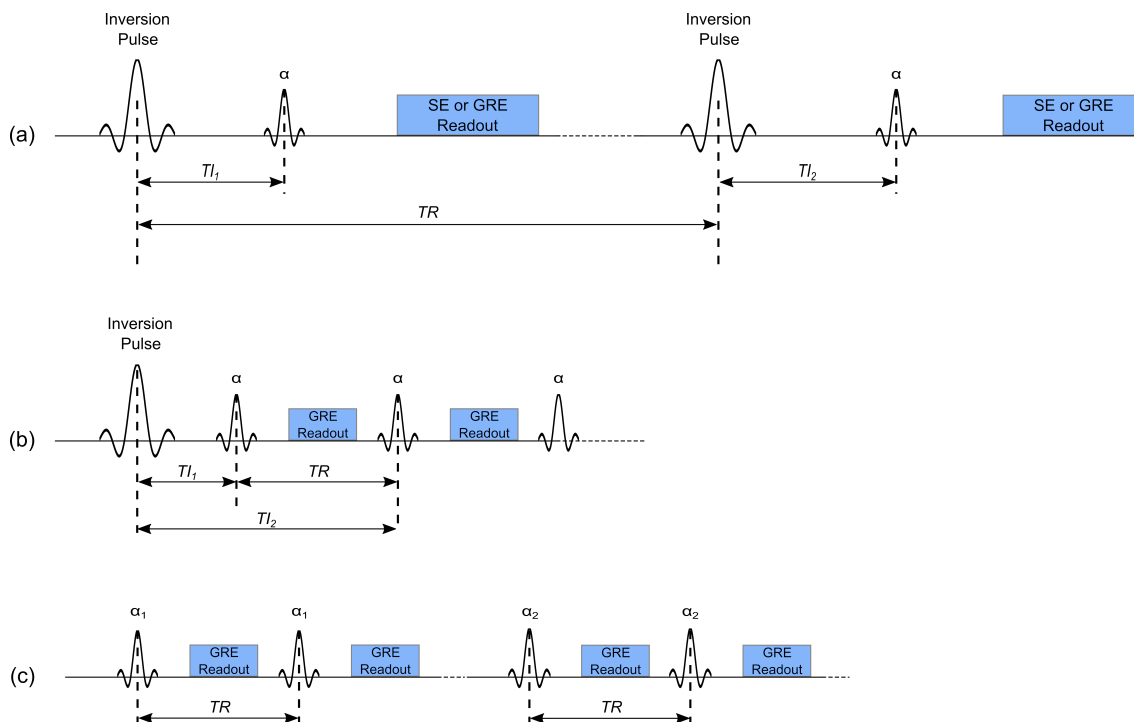 Inversion
Pulse
Inversion
Pulse
α
α
(a)
SE or GRE
Readout
SE or GRE
Readout
TI₁
TI₂
TR
Inversion
Pulse
α
α
α
(b)
GRE
Readout
GRE
Readout
TI₁
TR
TI₂
α₁
α₁
α₂
α₂
(c)
GRE
Readout
GRE
Readout
GRE
Readout
GRE
Readout
TR
TR